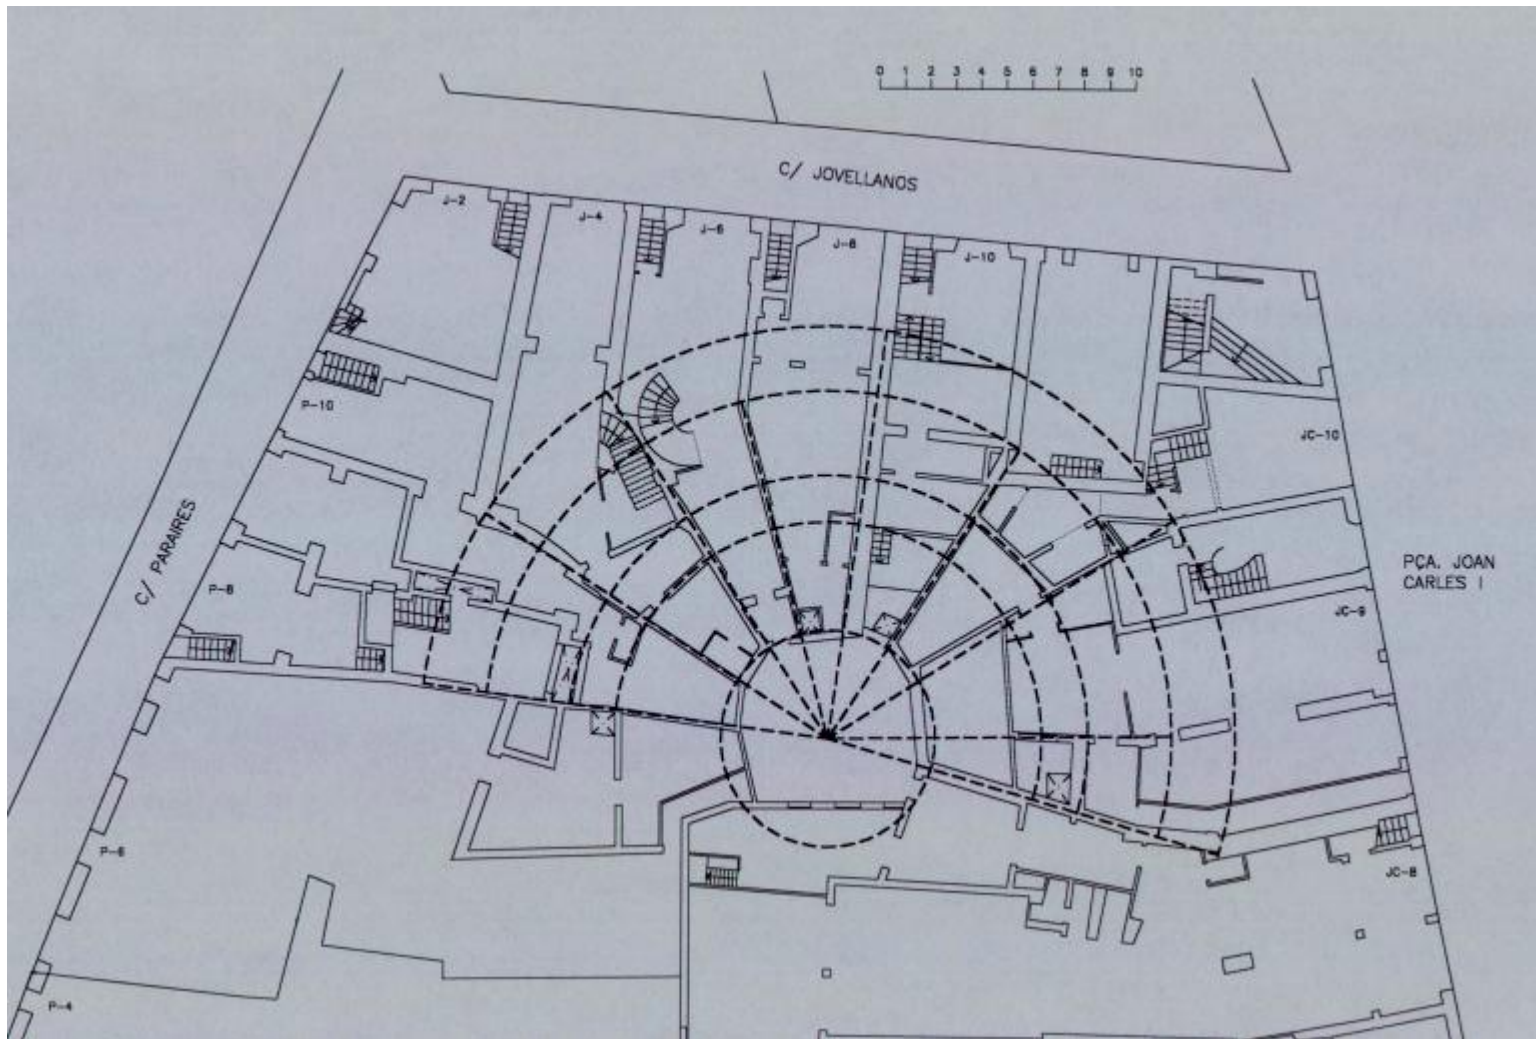 0 1 2 3 4 5 6 7 8 9 10
C/ JOVELLANOS
J-2
J-4
J-6
J-8
J-10
P-10
JC-10
C/ PARAIRES
PÇA. JOAN
CARLES I
P-8
JC-9
P-6
JC-8
P-4